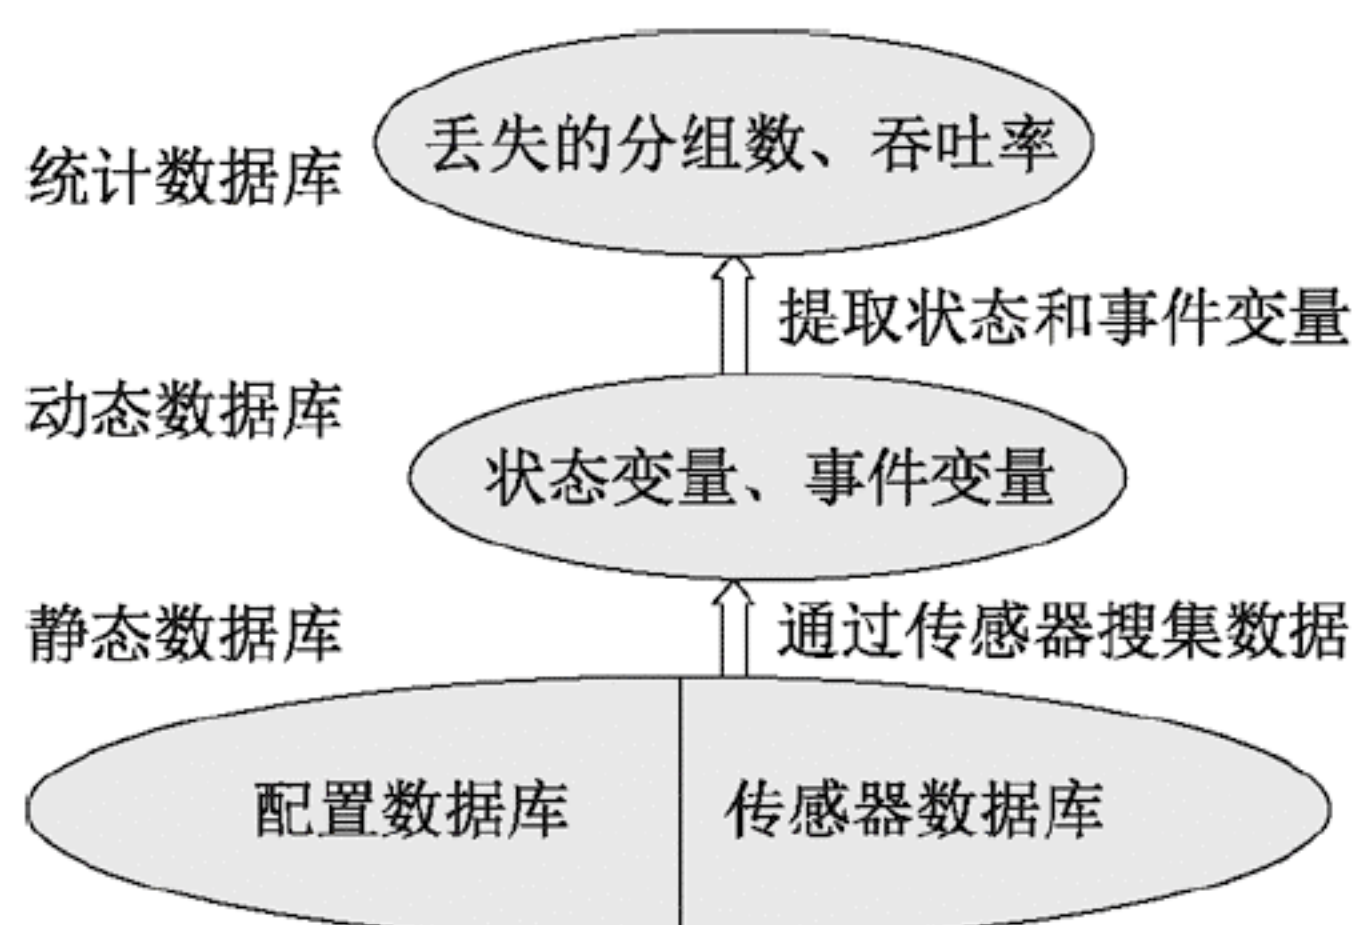 丢失的分组数、吞吐率
统计数据库
提取状态和事件变量
动态数据库
状态变量、事件变量
静态数据库
通过传感器搜集数据
配置数据库
传感器数据库